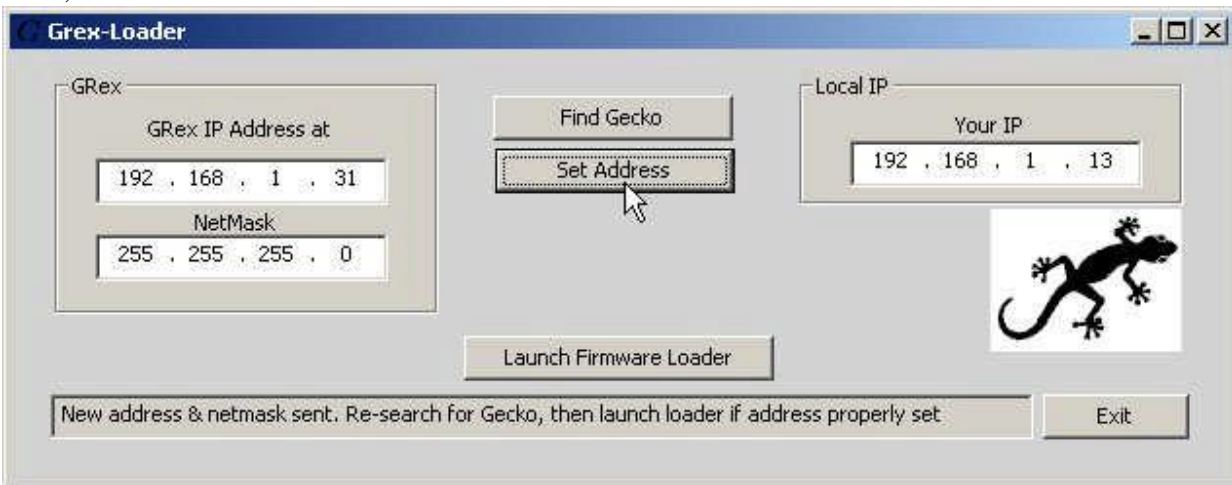 Grex-Loader
GRex
GRex IP Address at
192 . 168 . 1 . 31
NetMask
255 . 255 . 255 . 0
Find Gecko
Set Address
Local IP
Your IP
192 . 168 . 1 . 13
Launch Firmware Loader
New address & netmask sent. Re-search for Gecko, then launch loader if address properly set
Exit